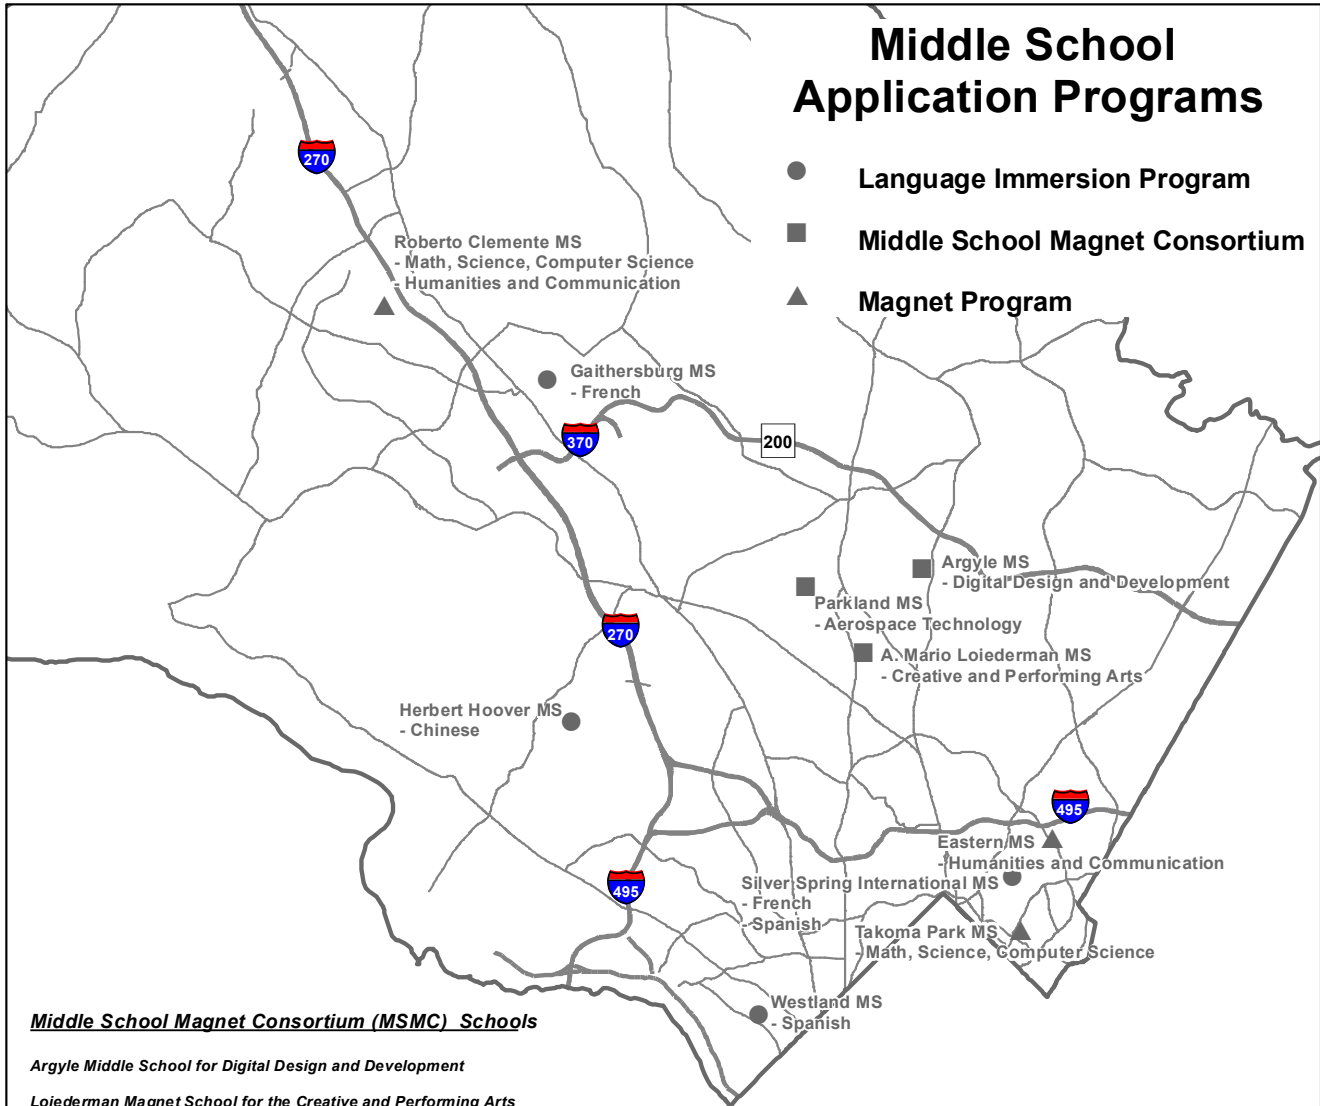 Middle School
Application Programs
Language Immersion Program
Middle School Magnet Consortium
Magnet Program
270
Roberto Clemente MS
- Math, Science, Computer Science
- Humanities and Communication
Gaithersburg MS
- French
370
200
Argyle MS
- Digital Design and Development
Parkland MS
- Aerospace Technology
270
A. Mario Loiederman MS
- Creative and Performing Arts
Herbert Hoover MS
- Chinese
495
Eastern MS
- Humanities and Communication
495
Silver Spring International MS
- French
- Spanish
Takoma Park MS
- Math, Science, Computer Science
Westland MS
- Spanish
Middle School Magnet Consortium (MSMC) Schools
Argyle Middle School for Digital Design and Development
Loiederman Magnet School for the Creative and Performing Arts